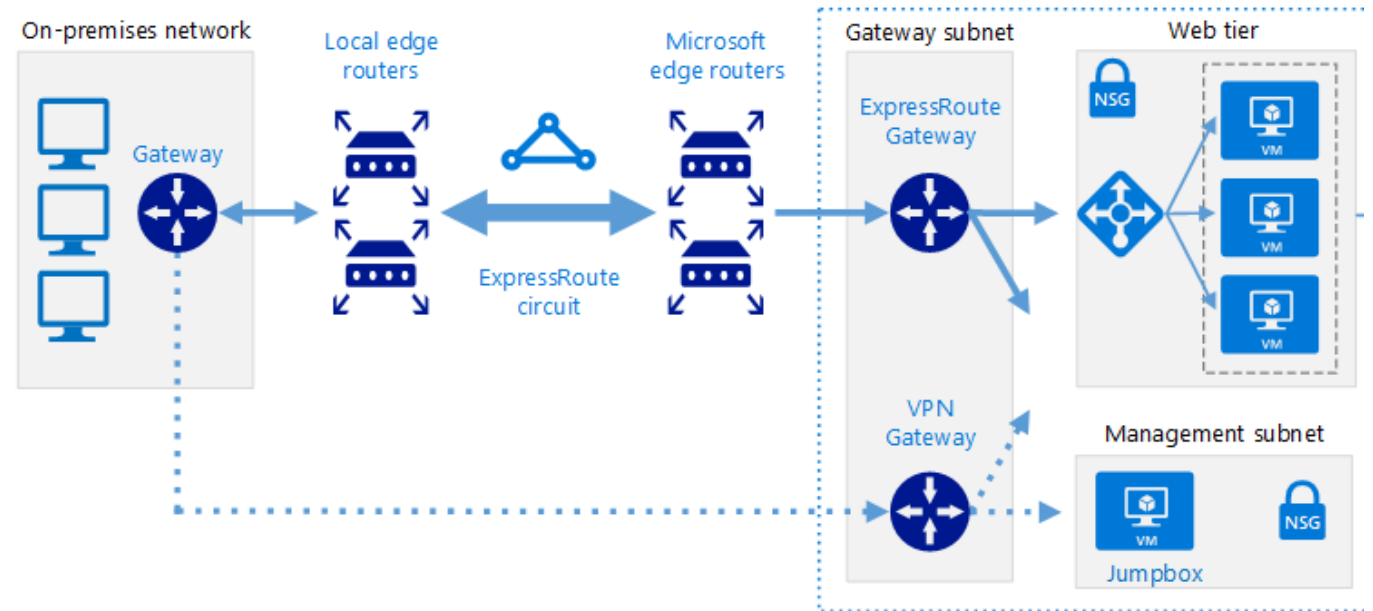 On-premises network
Local edge
routers
Microsoft
edge routers
Gateway subnet
Web tier
Gateway
ExpressRoute
Gateway
NSG
VM
VM
VM
ExpressRoute
circuit
VPN
Gateway
Management subnet
VM
NSG
Jumpbox